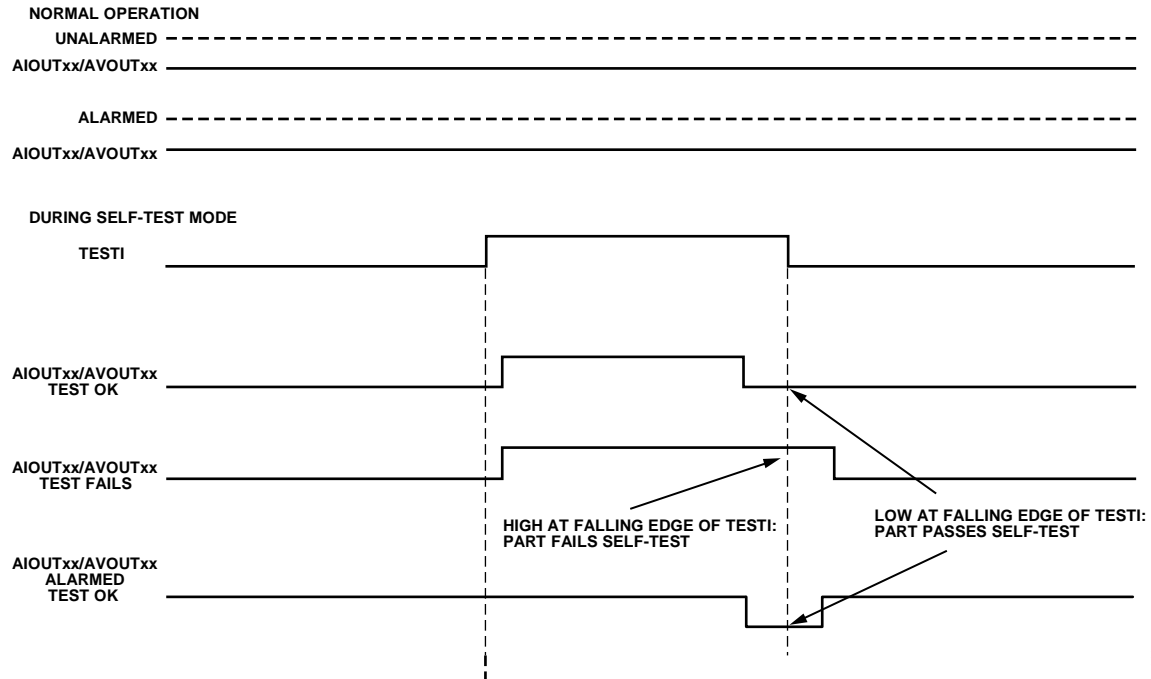 NORMAL OPERATION
UNALARMED
AIOUTxx/AVOUTxx
ALARMED
AIOUTxx/AVOUTxx
DURING SELF-TEST MODE
TESTI
AIOUTxx/AVOUTxx
TEST OK
AIOUTxx/AVOUTxx
TEST FAILS
HIGH AT FALLING EDGE OF TESTI:
PART FAILS SELF-TEST
LOW AT FALLING EDGE OF TESTI:
PART PASSES SELF-TEST
AIOUTxx/AVOUTxx
ALARMED
TEST OK